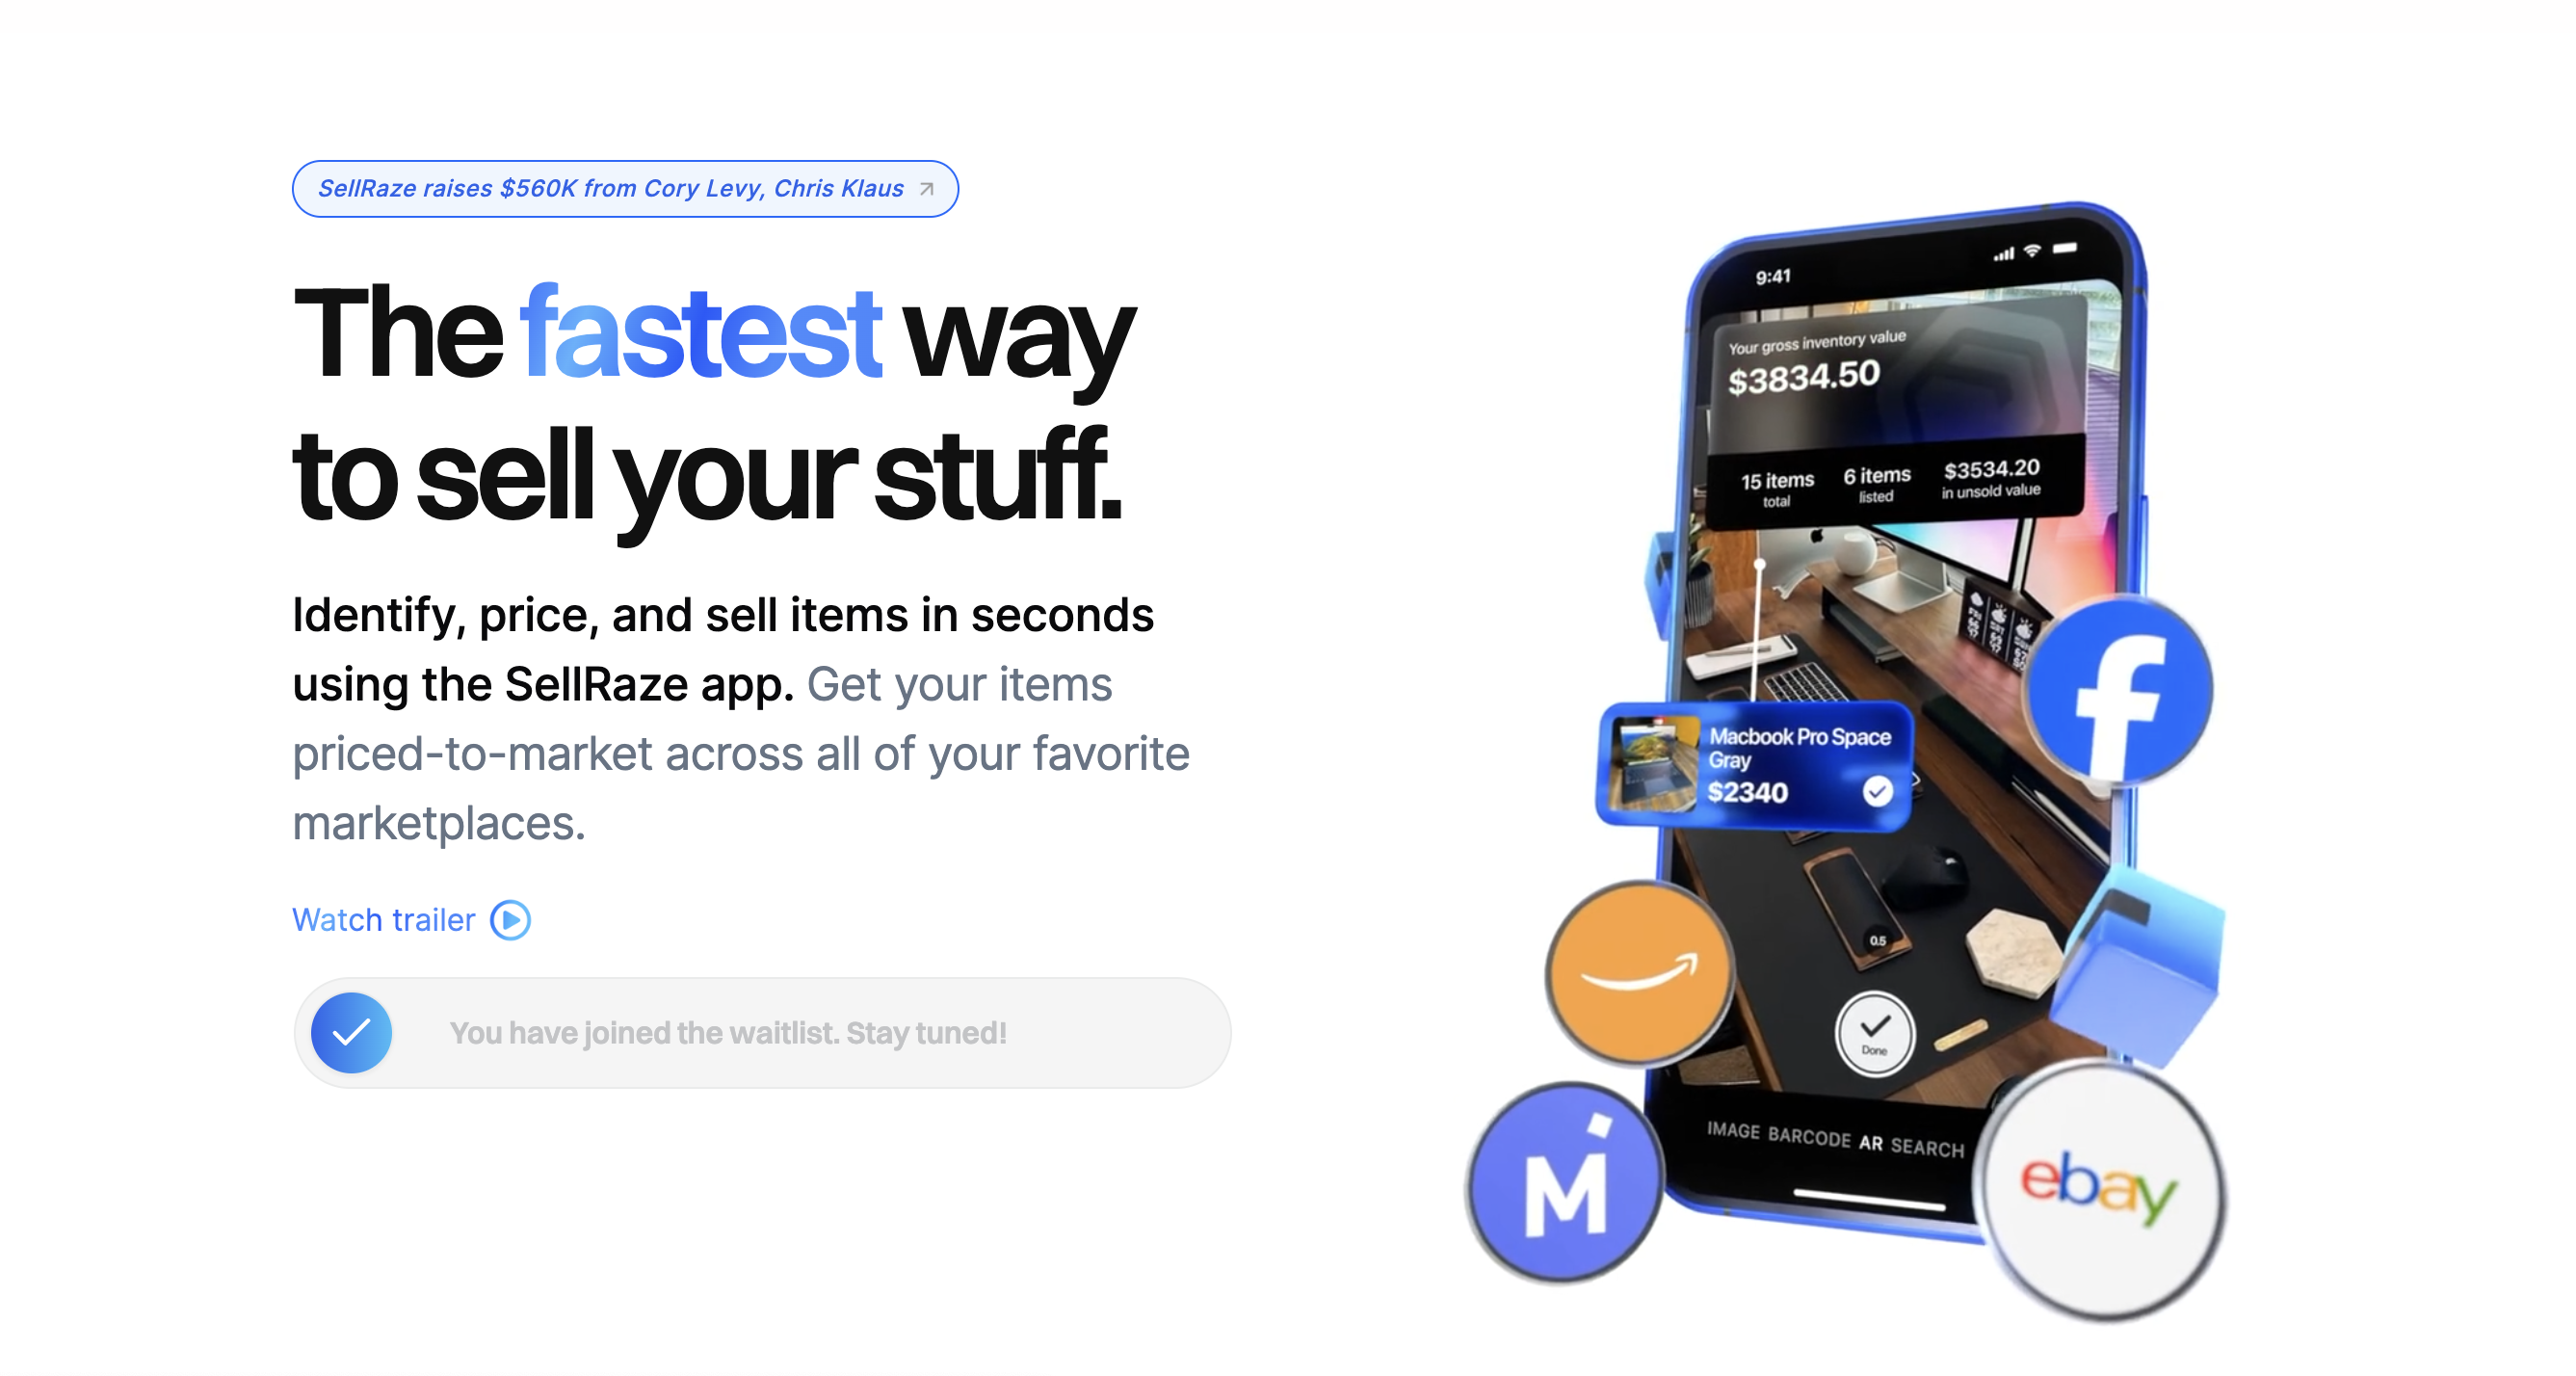 SellRaze raises $560K from Cory Levy, Chris Klaus
The fastest way
to sell your stuff.
Identify, price, and sell items in seconds
using the SellRaze app. Get your items
priced-to-market across all of your favorite
marketplaces.
Watch trailer
You have joined the waitlist. Stay tuned!
9:41
Your gross inventory value
$3834.50
15 items
total
6 items
listed
$3534.20
in unsold value
Macbook Pro Space
Gray
$2340
0.5
Done
IMAGE BARCODE AR SEARCH
f
M
ebay